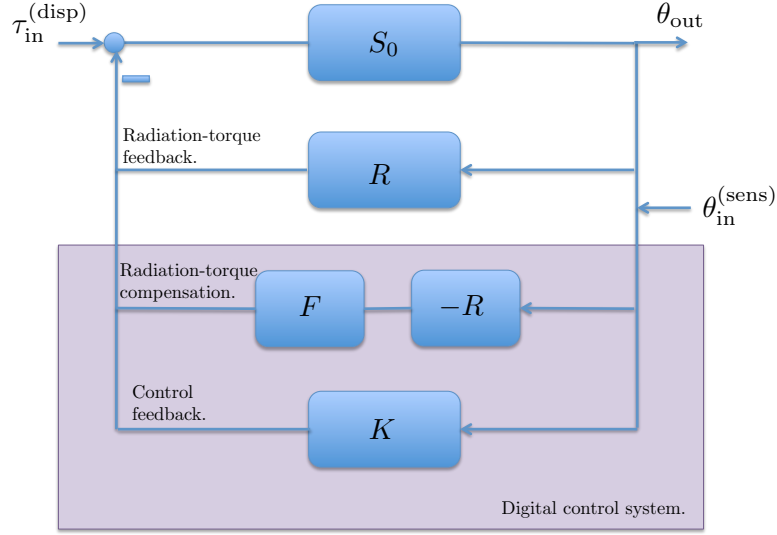 τ_in^(disp)
S_0
θ_out
Radiation-torque
feedback.
R
θ_in^(sens)
Radiation-torque
compensation.
F
−R
Control
feedback.
K
Digital control system.